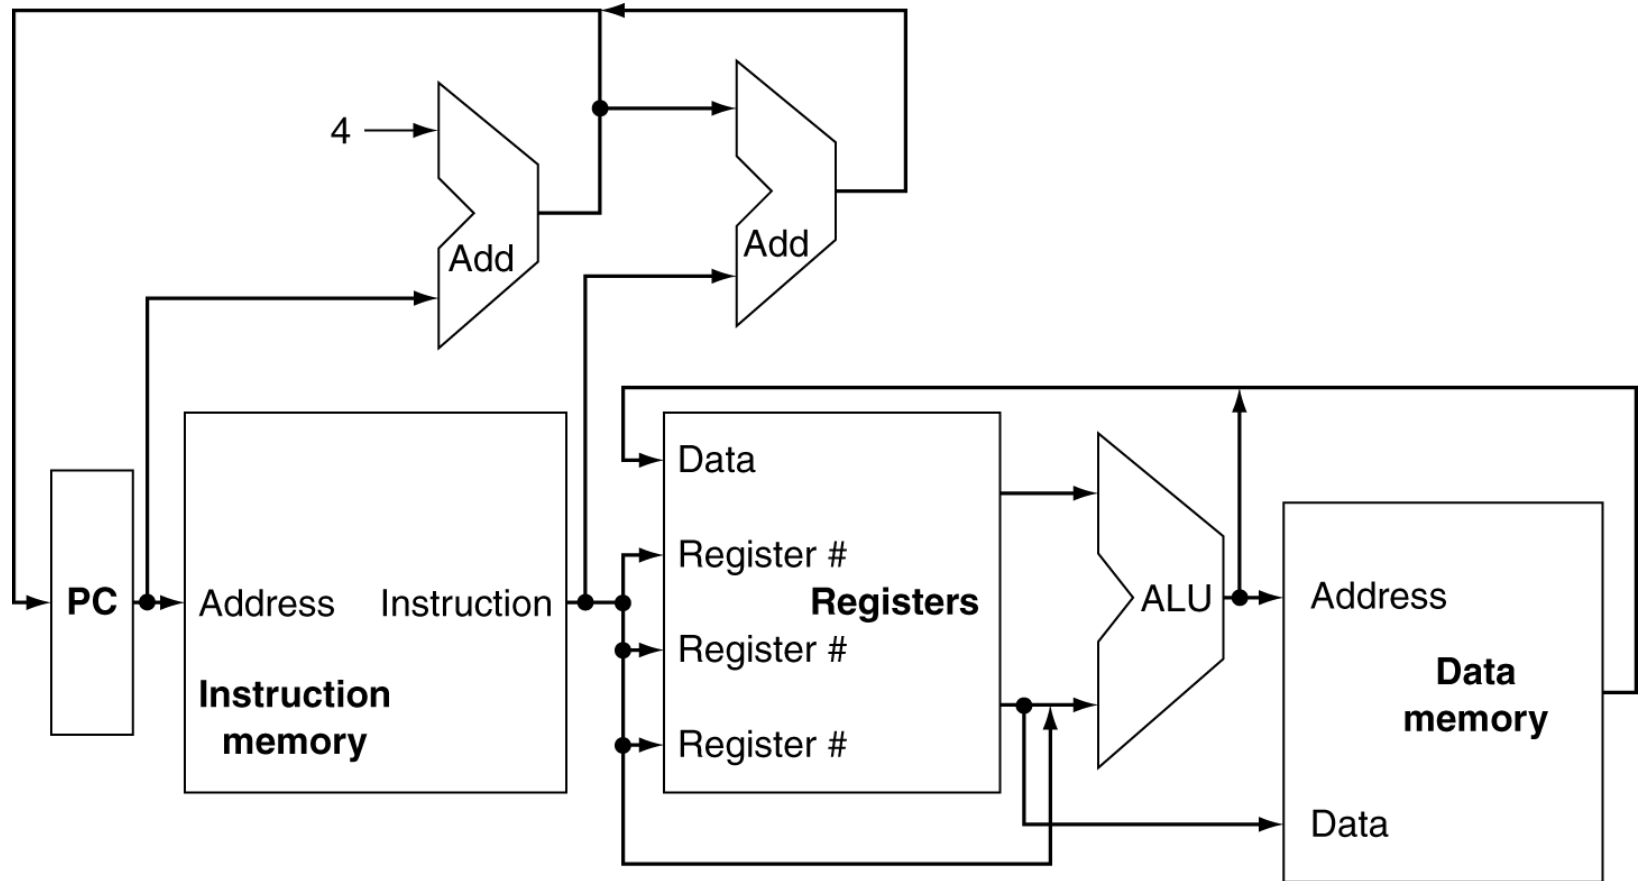 4
Add
Add
Data
Register #
PC
Address
Instruction
Registers
ALU
Address
Register #
Instruction
memory
Data
memory
Register #
Data